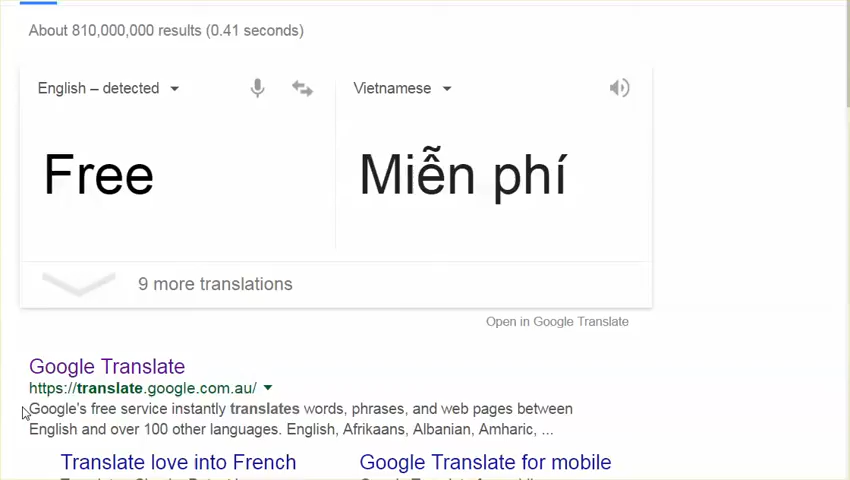 About 810,000,000 results (0.41 seconds)
English – detected Vietnamese
Free Miễn phí
9 more translations
Open in Google Translate
Google Translate
https://translate.google.com.au/
Google's free service instantly translates words, phrases, and web pages between
English and over 100 other languages. English, Afrikaans, Albanian, Amharic, ...
Translate love into French Google Translate for mobile